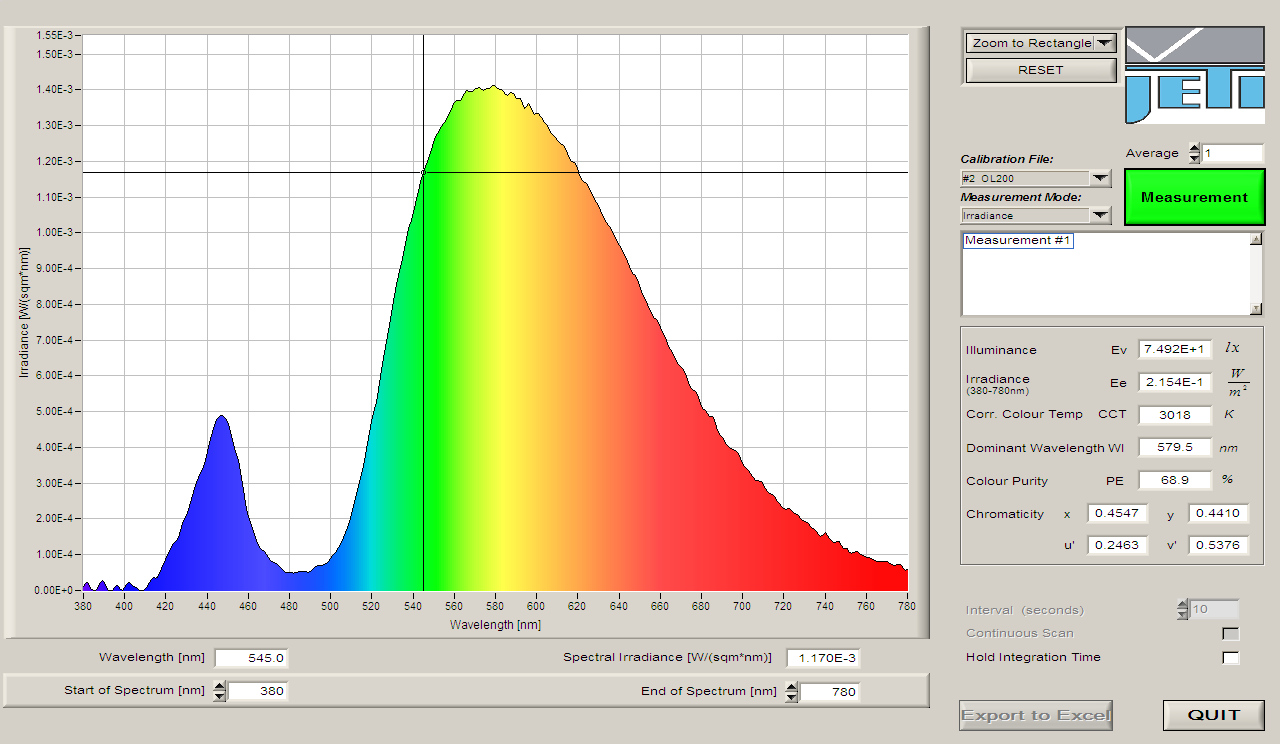 1.55E-3
1.50E-3
1.40E-3
1.30E-3
1.20E-3
1.10E-3
1.00E-3
9.00E-4
8.00E-4
7.00E-4
6.00E-4
5.00E-4
4.00E-4
3.00E-4
2.00E-4
1.00E-4
0.00E+0
Irradiance [W/(sqm*nm)]
380 400 420 440 460 480 500 520 540 560 580 600 620 640 660 680 700 720 740 760 780
Wavelength [nm]
Wavelength [nm] 545.0 Spectral Irradiance [W/(sqm*nm)] 1.170E-3
Start of Spectrum [nm] 380 End of Spectrum [nm] 780
Zoom to Rectangle
RESET
JETI
Average 1
Calibration File:
#2 OL200
Measurement Mode:
Irradiance
Measurement
Measurement #1
Illuminance Ev 7.492E+1 lx
Irradiance (380-780nm) Ee 2.154E-1 W/m²
Corr. Colour Temp CCT 3018 K
Dominant Wavelength Wl 579.5 nm
Colour Purity PE 68.9 %
Chromaticity x 0.4547 y 0.4410
u' 0.2463 v' 0.5376
Interval (seconds) 10
Continuous Scan
Hold Integration Time
Export to Excel
QUIT